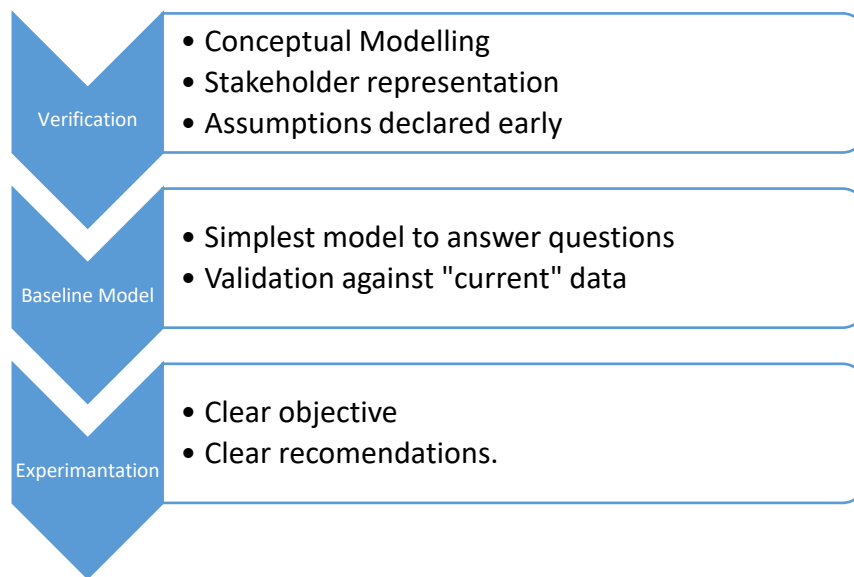 Verification
• Conceptual Modelling
• Stakeholder representation
• Assumptions declared early
Baseline Model
• Simplest model to answer questions
• Validation against "current" data
Experimantation
• Clear objective
• Clear recomendations.